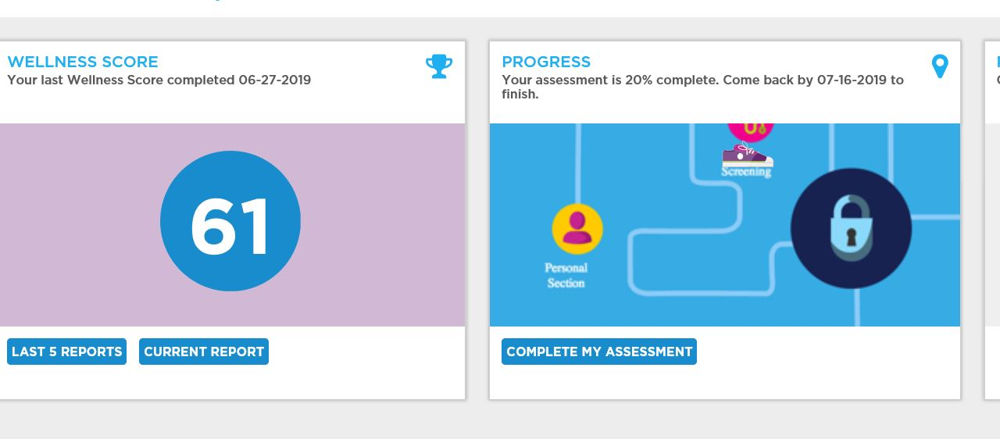 WELLNESS SCORE
Your last Wellness Score completed 06-27-2019
61
LAST 5 REPORTS
CURRENT REPORT
PROGRESS
Your assessment is 20% complete. Come back by 07-16-2019 to
finish.
Screening
Personal
Section
COMPLETE MY ASSESSMENT